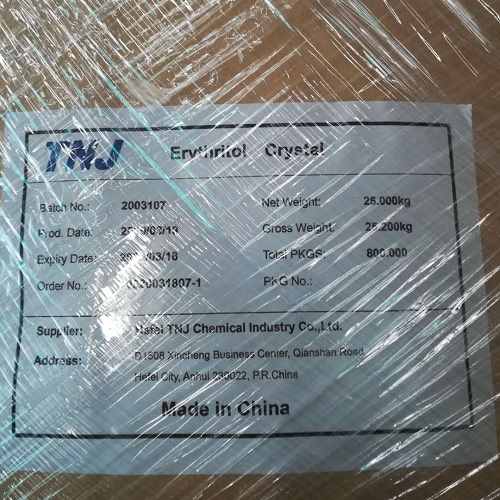 TNJ Erythritol Crystal
Batch No.: 2003107 Net Weight: 25.000kg
Prod. Date: Gross Weight: 25.200kg
Expiry Date: Total PKGS: 800.000
Order No.: PKG No.:
Supplier: Hefei TNJ Chemical Industry Co.,Ltd.
Address: D1508 Xincheng Business Center, Qianshan Road
Hefei City, Anhui 230022, P.R.China
Made in China